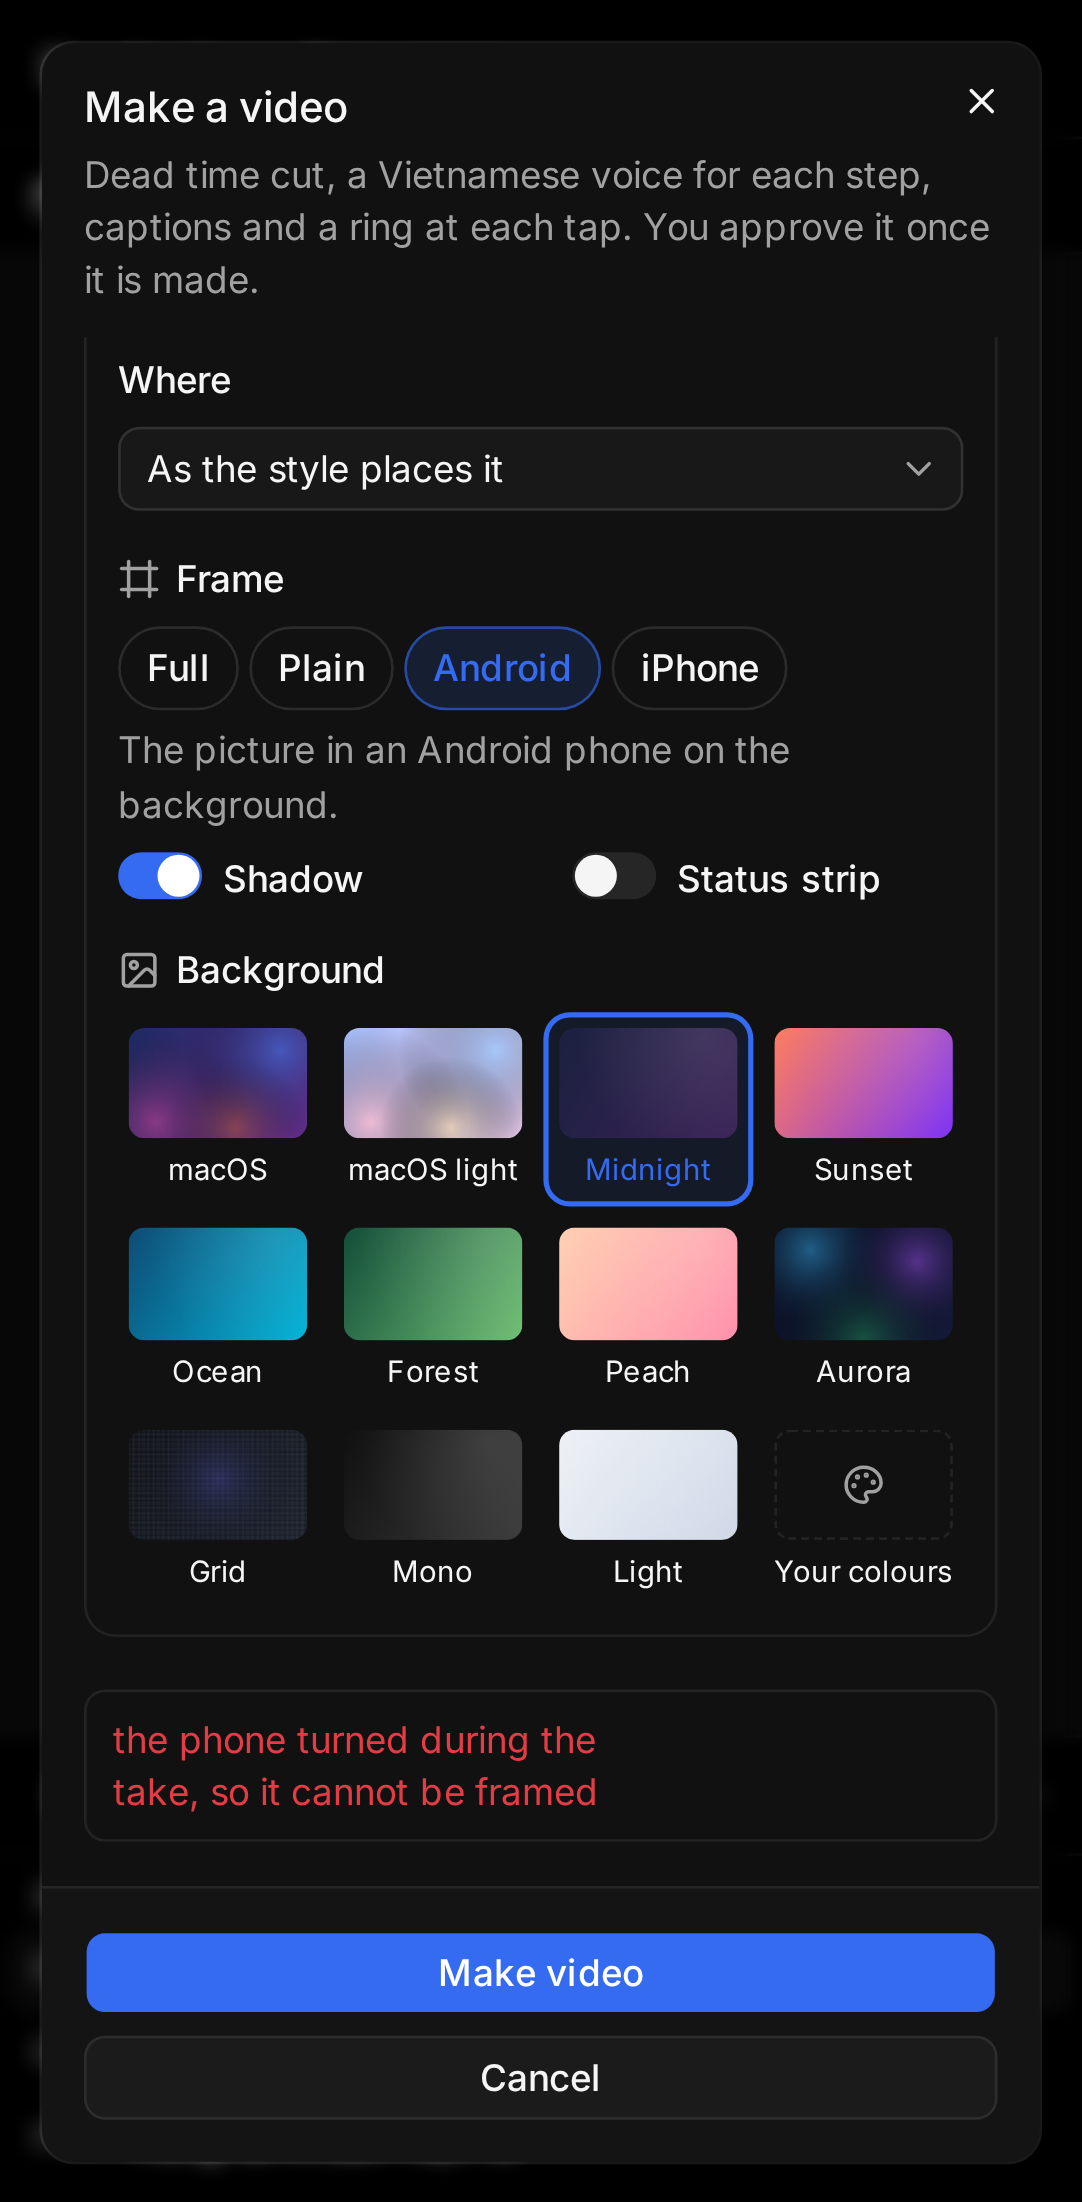 Make a video
Dead time cut, a Vietnamese voice for each step,
captions and a ring at each tap. You approve it once
it is made.
Where
As the style places it
Frame
Full
Plain
Android
iPhone
The picture in an Android phone on the
background.
Shadow
Status strip
Background
macOS
macOS light
Midnight
Sunset
Ocean
Forest
Peach
Aurora
Grid
Mono
Light
Your colours
the phone turned during the
take, so it cannot be framed
Make video
Cancel